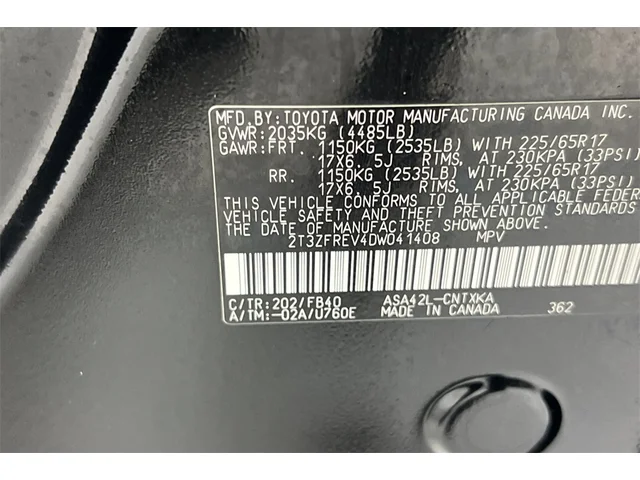 MFD.BY:TOYOTA MOTOR MANUFACTURING CANADA INC.
GVWR:2035KG (4485LB)
GAWR:FRT. 1150KG (2535LB) WITH 225/65R17
17X6. 5J RIMS, AT 230KPA (33PSI)
RR. 1150KG (2535LB) WITH 225/65R17
17X6. 5J RIMS, AT 230KPA (33PSI)
THIS VEHICLE CONFORMS TO ALL APPLICABLE FEDER
VEHICLE SAFETY AND THEFT PREVENTION STANDARDS
THE DATE OF MANUFACTURE SHOWN ABOVE.
2T3ZFREV4DW041408 MPV
C/TR:202/FB40 ASA42L-CNTXKA
A/TM:-02A/U760E MADE IN CANADA 362